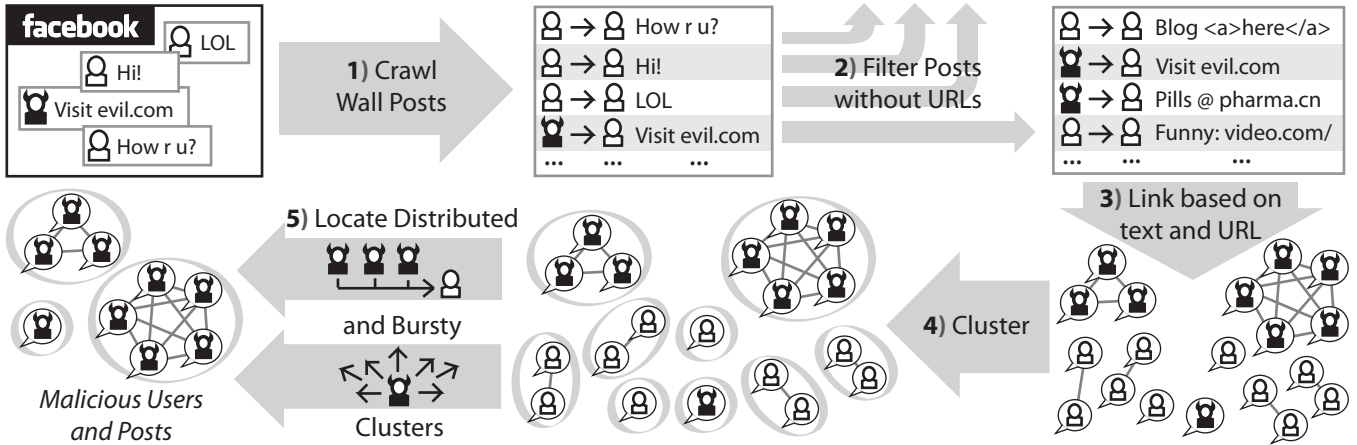 facebook
LOL
Hi!
Visit evil.com
How r u?
1) Crawl
Wall Posts
How r u?
Hi!
LOL
Visit evil.com
... ... ...
2) Filter Posts
without URLs
Blog <a>here</a>
Visit evil.com
Pills @ pharma.cn
Funny: video.com/
... ... ...
3) Link based on
text and URL
4) Cluster
5) Locate Distributed
and Bursty
Clusters
Malicious Users
and Posts